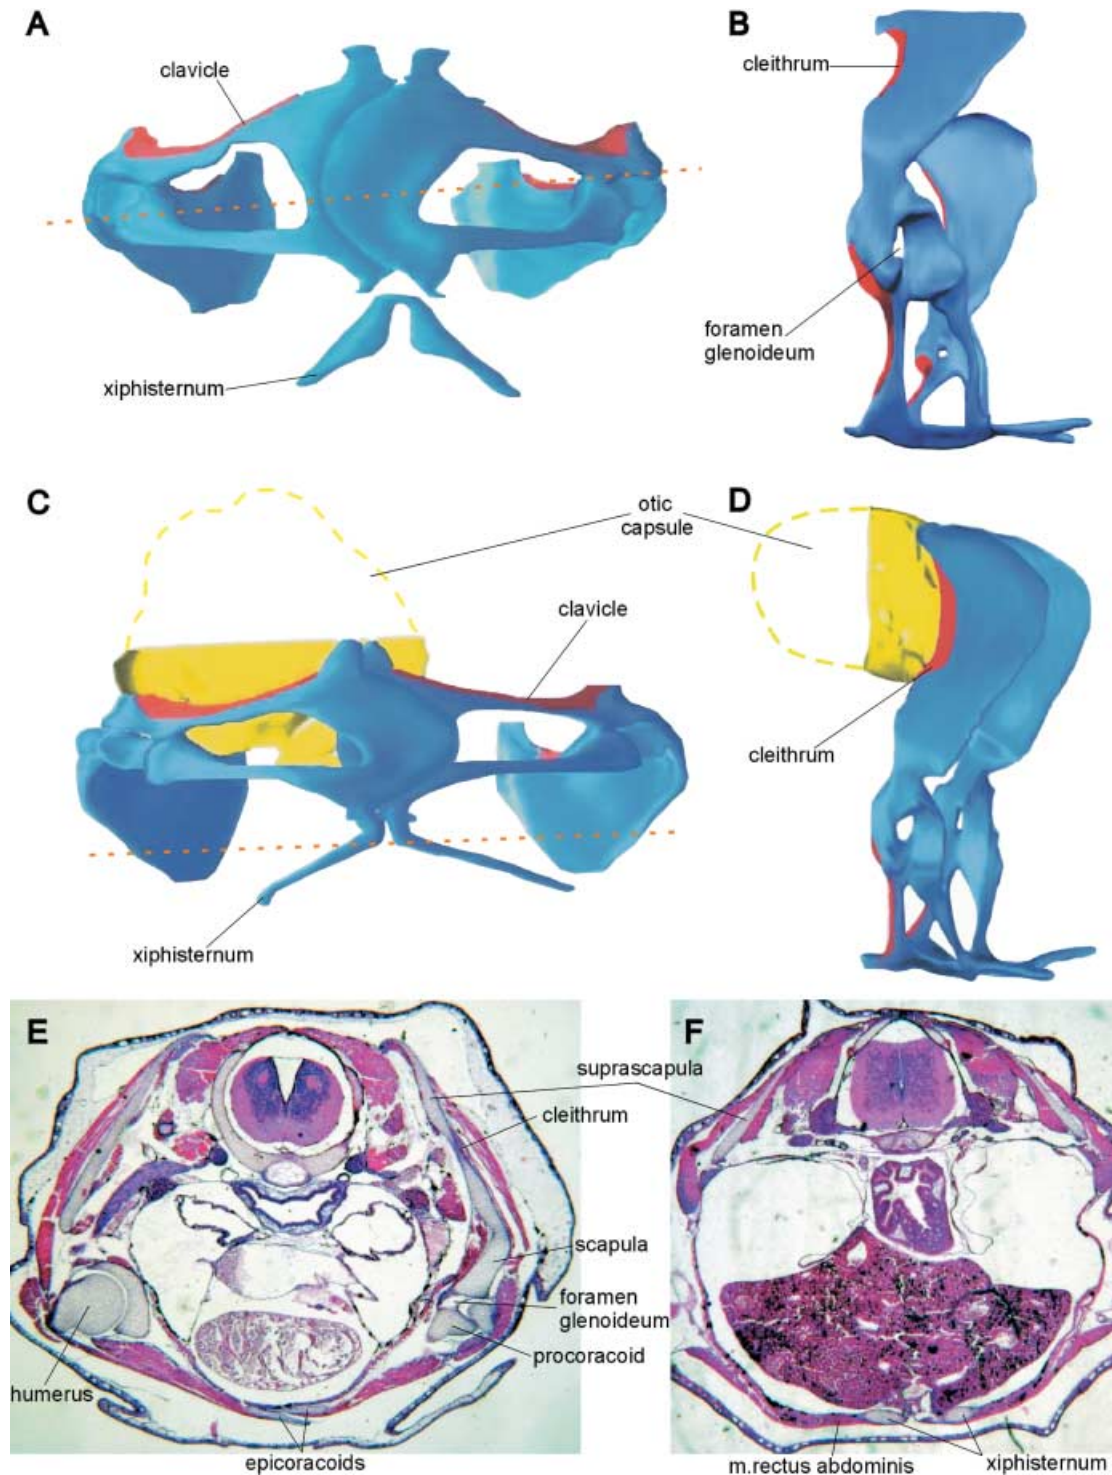 A
B
clavicle
cleithrum
foramen
glenoideum
xiphisternum
C
otic
capsule
D
clavicle
cleithrum
xiphisternum
E
F
suprascapula
cleithrum
scapula
foramen
glenoideum
procoracoid
humerus
epicoracoids
m.rectus abdominis
xiphisternum